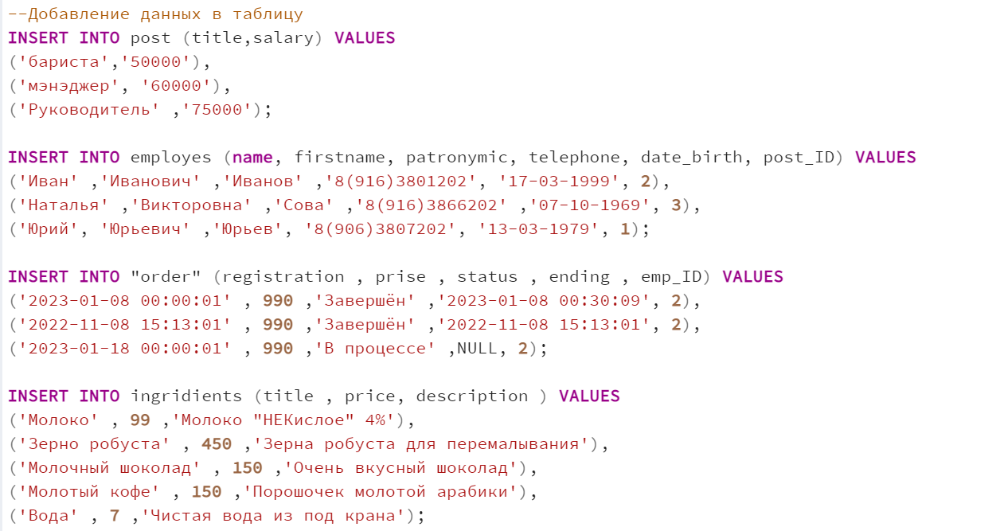 --Добавление данных в таблицу
INSERT INTO post (title,salary) VALUES
('бариста','50000'),
('мэнэджер', '60000'),
('Руководитель' ,'75000');
INSERT INTO employes (name, firstname, patronymic, telephone, date_birth, post_ID) VALUES
('Иван' ,'Иванович' ,'Иванов' ,'8(916)3801202', '17-03-1999', 2),
('Наталья' ,'Викторовна' ,'Сова' ,'8(916)3866202' ,'07-10-1969', 3),
('Юрий', 'Юрьевич' ,'Юрьев', '8(906)3807202', '13-03-1979', 1);
INSERT INTO "order" (registration , prise , status , ending , emp_ID) VALUES
('2023-01-08 00:00:01' , 990 ,'Завершён' ,'2023-01-08 00:30:09', 2),
('2022-11-08 15:13:01' , 990 ,'Завершён' ,'2022-11-08 15:13:01', 2),
('2023-01-18 00:00:01' , 990 ,'В процессе' ,NULL, 2);
INSERT INTO ingridients (title , price, description ) VALUES
('Молоко' , 99 ,'Молоко "НЕКислое" 4%'),
('Зерно робуста' , 450 ,'Зерна робуста для перемалывания'),
('Молочный шоколад' , 150 ,'Очень вкусный шоколад'),
('Молотый кофе' , 150 ,'Порошочек молотой арабики'),
('Вода' , 7 ,'Чистая вода из под крана');